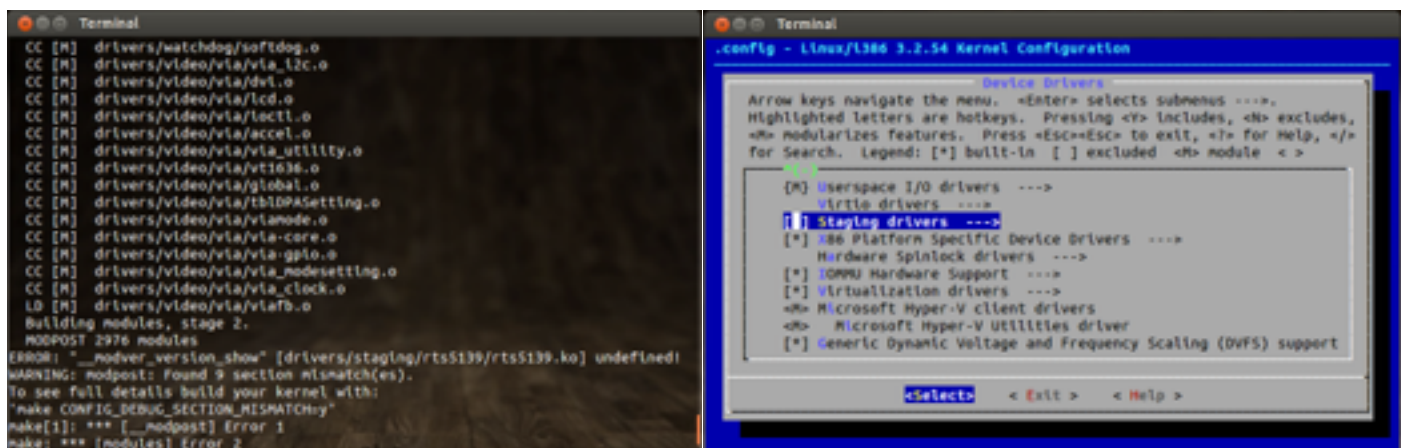 Terminal
CC [M]  drivers/watchdog/softdog.o
CC [M]  drivers/video/via/via_i2c.o
CC [M]  drivers/video/via/dvi.o
CC [M]  drivers/video/via/lcd.o
CC [M]  drivers/video/via/ioctl.o
CC [M]  drivers/video/via/accel.o
CC [M]  drivers/video/via/via_utility.o
CC [M]  drivers/video/via/vt1636.o
CC [M]  drivers/video/via/global.o
CC [M]  drivers/video/via/tblDPASetting.o
CC [M]  drivers/video/via/viamode.o
CC [M]  drivers/video/via/via-core.o
CC [M]  drivers/video/via/via-gpio.o
CC [M]  drivers/video/via/via_modesetting.o
CC [M]  drivers/video/via/via_clock.o
LD [M]  drivers/video/via/viafb.o
Building modules, stage 2.
MODPOST 2976 modules
ERROR: "__modver_version_show" [drivers/staging/rts5139/rts5139.ko] undefined!
WARNING: modpost: Found 9 section mismatch(es).
To see full details build your kernel with:
'make CONFIG_DEBUG_SECTION_MISMATCH=y'
make[1]: *** [__modpost] Error 1
make: *** [modules] Error 2
Terminal
.config - Linux/i386 3.2.54 Kernel Configuration
Device Drivers
Arrow keys navigate the menu.  <Enter> selects submenus --->.
Highlighted letters are hotkeys.  Pressing <Y> includes, <N> excludes,
<M> modularizes features.  Press <Esc><Esc> to exit, <?> for Help, </>
for Search.  Legend: [*] built-in  [ ] excluded  <M> module  < >
^(-)
{M} Userspace I/O drivers  --->
Virtio drivers  --->
[ ] Staging drivers  --->
[*] X86 Platform Specific Device Drivers  --->
Hardware Spinlock drivers  --->
[*] IOMMU Hardware Support  --->
[*] Virtualization drivers  --->
<M> Microsoft Hyper-V client drivers
<M>   Microsoft Hyper-V Utilities driver
[*] Generic Dynamic Voltage and Frequency Scaling (DVFS) support
<Select>    < Exit >    < Help >